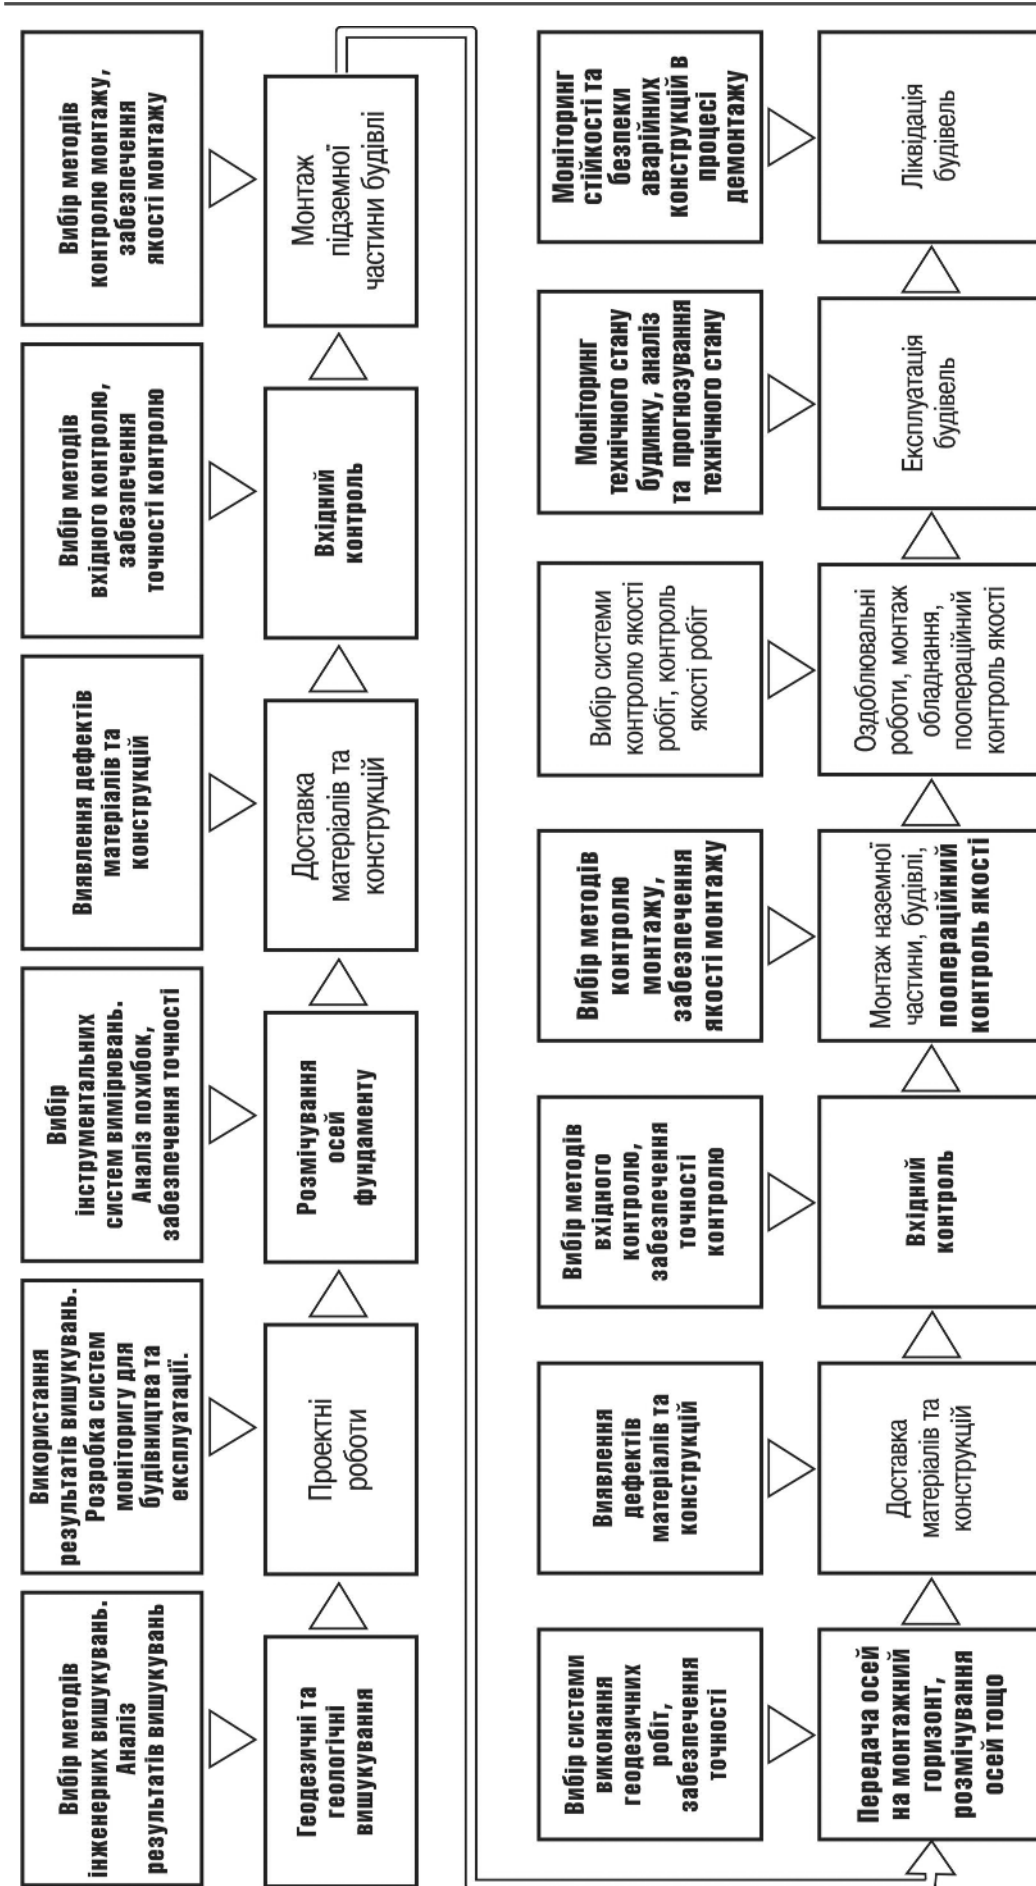 Вибір методів
інженерних вишукувань.
Аналіз
результатів вишукувань
Використання
результатів вишукувань.
Розробка систем
моніторигу для
будівництва та
експлуатації.
Вибір
інструментальних
систем вимірювань.
Аналіз похибок,
забезпечення точності
Виявлення дефектів
матеріалів та
конструкцій
Вибір методів
вхідного контролю,
забезпечення
точності контролю
Вибір методів
контролю монтажу,
забезпечення
якості монтажу
Геодезичні та
геологічні
вишукування
Проектні
роботи
Розмічування
осей
фундаменту
Доставка
матеріалів та
конструкцій
Вхідний
контроль
Монтаж
підземної
частини будівлі
Вибір системи
виконання
геодезичних
робіт,
забезпечення
точності
Виявлення
дефектів
матеріалів та
конструкцій
Вибір методів
вхідного
контролю,
забезпечення
точності
контролю
Вибір методів
контролю
монтажу,
забезпечення
якості монтажу
Вибір системи
контролю якості
робіт, контроль
якості робіт
Моніторинг
технічного стану
будинку, аналіз
та прогнозування
технічного стану
Моніторинг
стійкості та
безпеки
аварійних
конструкцій в
процесі
демонтажу
Передача осей
на монтажний
горизонт,
розмічування
осей тощо
Доставка
матеріалів та
конструкцій
Вхідний
контроль
Монтаж наземної
частини, будівлі,
поопераційний
контроль якості
Оздоблювальні
роботи, монтаж
обладнання,
поопераційний
контроль якості
Експлуатація
будівель
Ліквідація
будівель